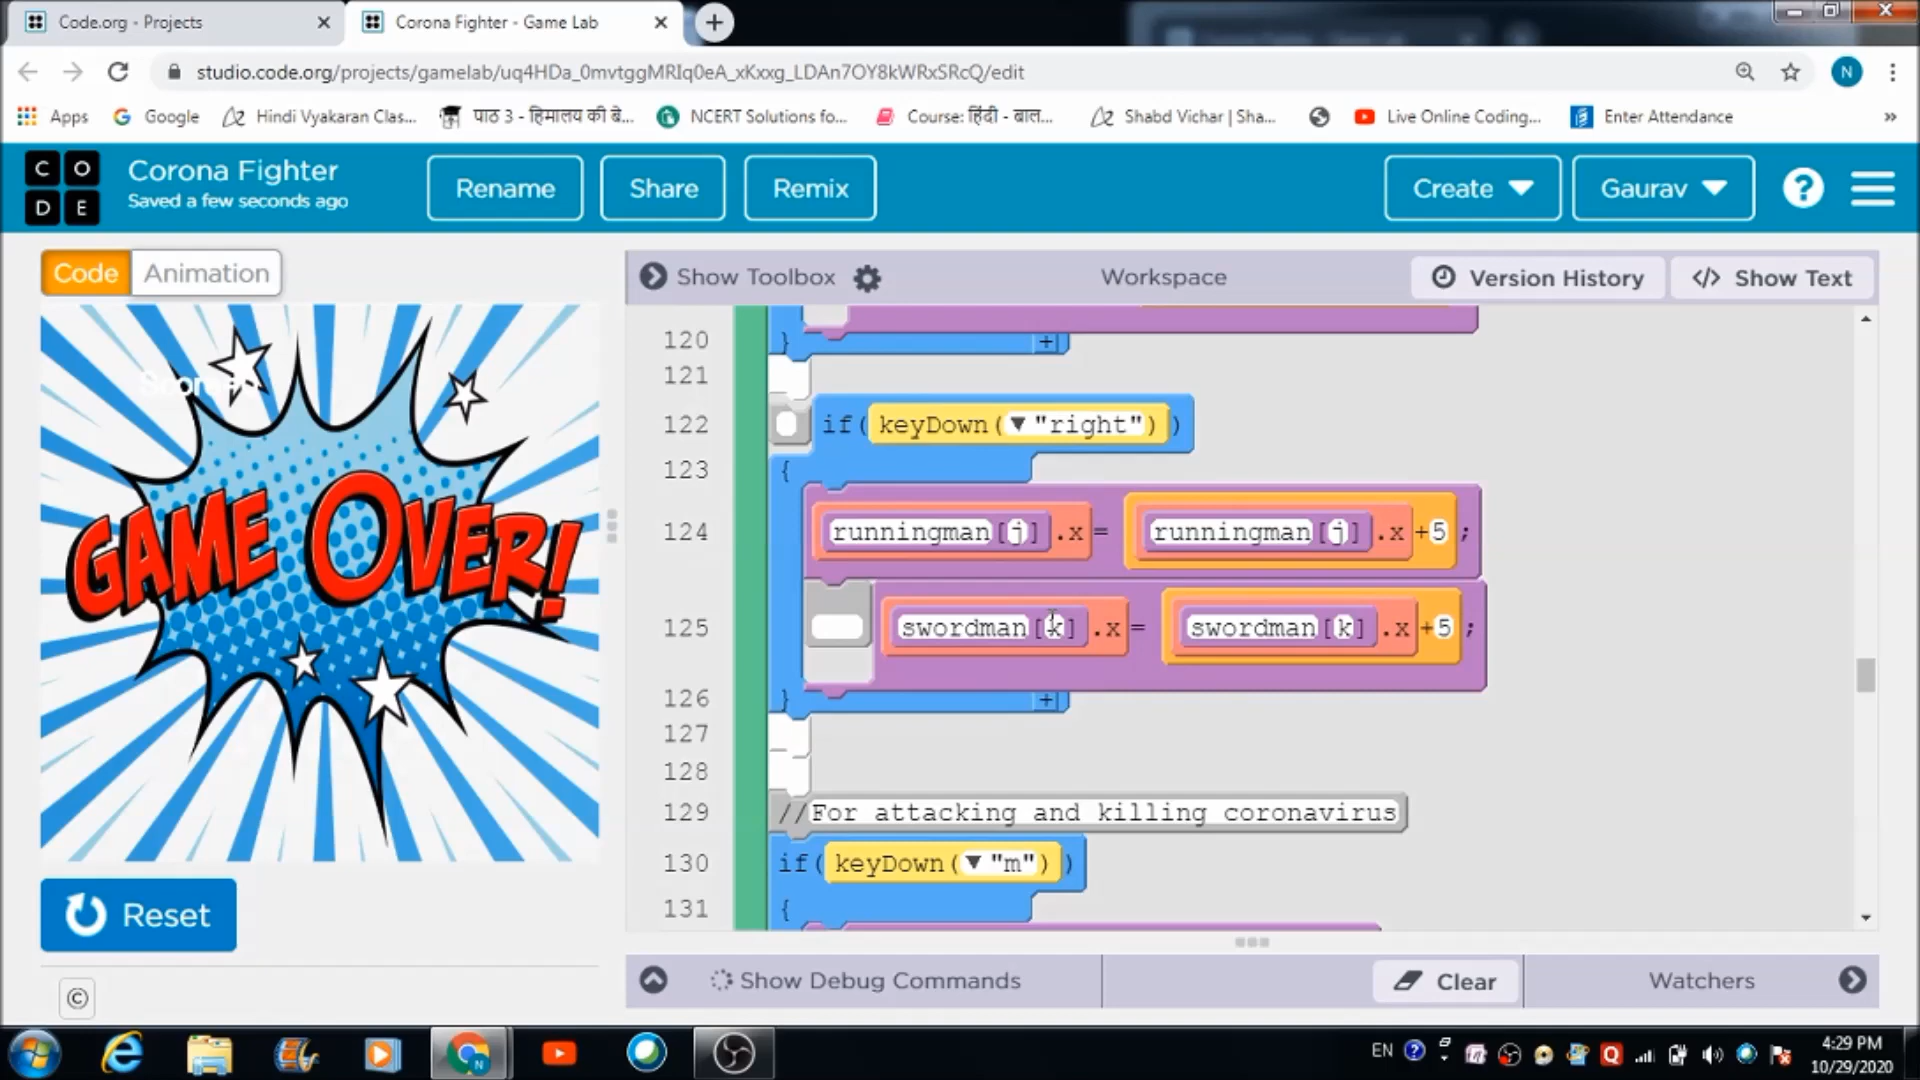 Code.org - Projects
Corona Fighter - Game Lab
studio.code.org/projects/gamelab/uq4HDa_0mvtggMRIq0eA_xKxxg_LDAn7OY8kWRxSRcQ/edit
N
Apps
Google
Hindi Vyakaran Clas...
पाठ 3 - हिमालय की बे...
NCERT Solutions fo...
Course: हिंदी - बाल...
Shabd Vichar | Sha...
Live Online Coding...
Enter Attendance
»
C O
D E
Corona Fighter
Saved a few seconds ago
Rename
Share
Remix
Create
Gaurav
?
Code
Animation
Show Toolbox
Workspace
Version History
</> Show Text
GAME OVER!
Reset
©
120 } +
121
122 if( keyDown( "right") )
123 {
124 runningman[j] .x= runningman[j] .x +5 ;
125 swordman[k] .x= swordman[k] .x +5 ;
126 } +
127
128
129 //For attacking and killing coronavirus
130 if( keyDown( "m") )
131 {
Show Debug Commands
Clear
Watchers
EN
4:29 PM
10/29/2020